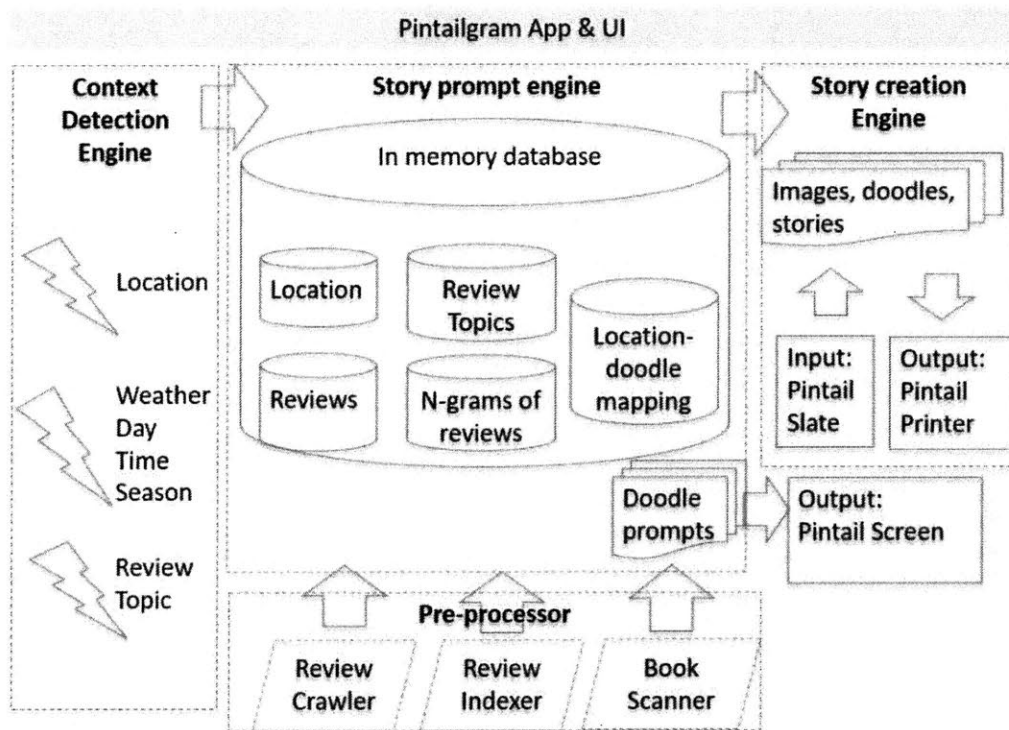 Pintailgram App & UI
Context
Detection
Engine
Location
Weather
Day
Time
Season
Review
Topic
Story prompt engine
In memory database
Location
Review
Topics
Location-
doodle
mapping
Reviews
N-grams of
reviews
Doodle
prompts
Story creation
Engine
Images, doodles,
stories
Input:
Pintail
Slate
Output:
Pintail
Printer
Output:
Pintail Screen
Pre-processor
Review
Crawler
Review
Indexer
Book
Scanner